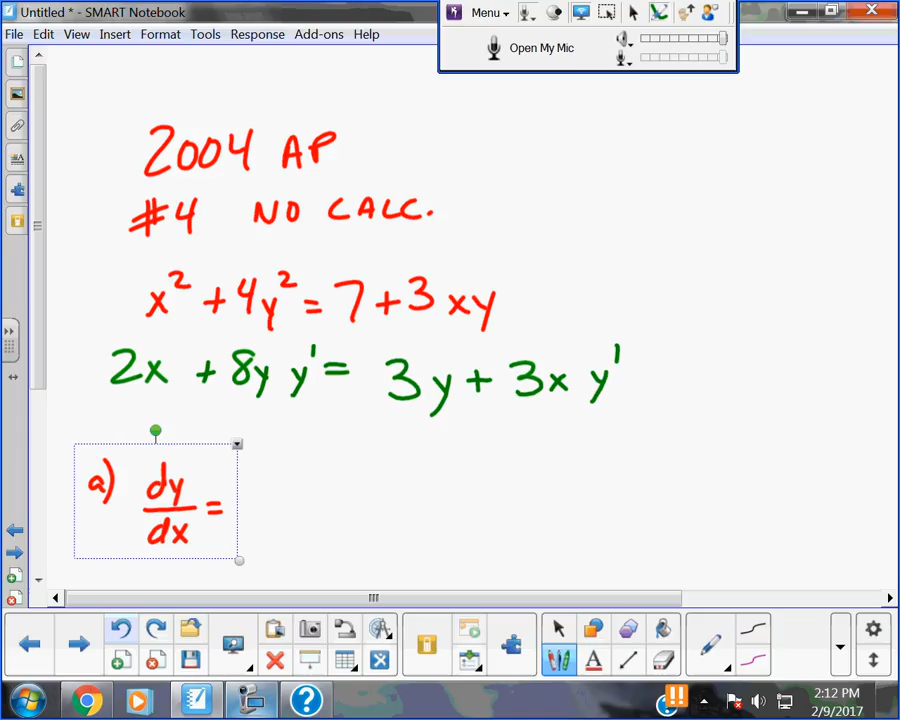 Untitled * - SMART Notebook
Menu
File Edit View Insert Format Tools Add-ons Response Help
Open My Mic
2004 AP
#4 NO CALC.
x² + 4y² = 7 + 3xy
2x + 8y y' = 3y + 3x y'
a) dy/dx =
A
2:12 PM
2/9/2017